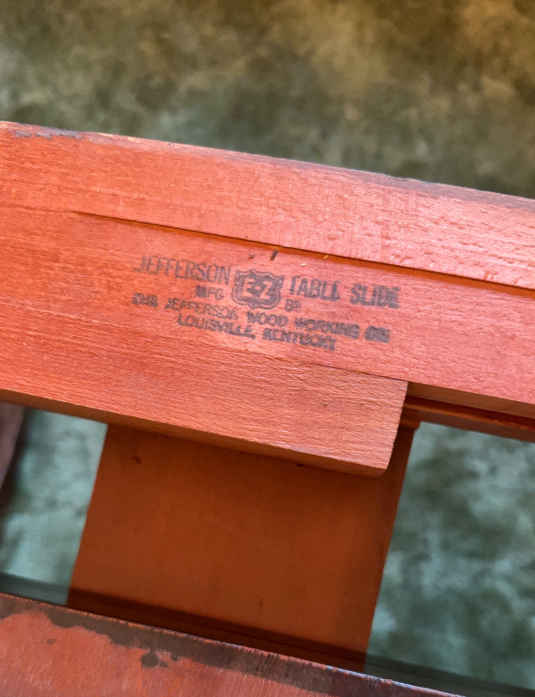 JEFFERSON E-Z TABLE SLIDE
MFG BY
THE JEFFERSON WOOD WORKING CO.
LOUISVILLE, KENTUCKY